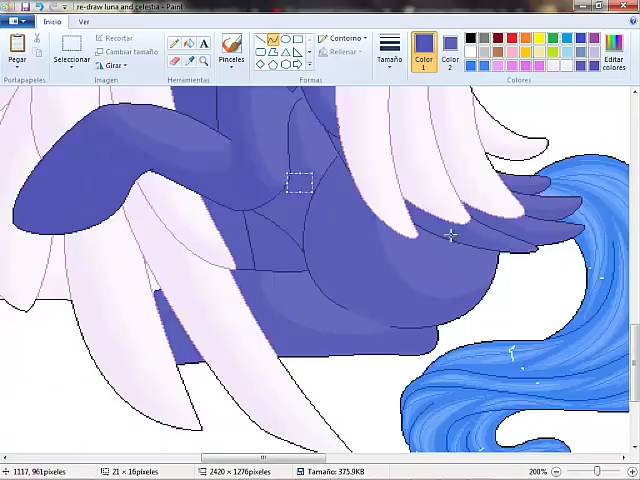 re-draw luna and celestia - Paint
Inicio
Ver
Pegar
Seleccionar
Recortar
Cambiar tamaño
Girar
Pinceles
Contorno
Rellenar
Tamaño
Color 1
Color 2
Editar colores
Portapapeles
Imagen
Herramientas
Formas
Colores
1117, 961píxeles
21 × 16píxeles
2420 × 1276píxeles
Tamaño: 375.9KB
200%